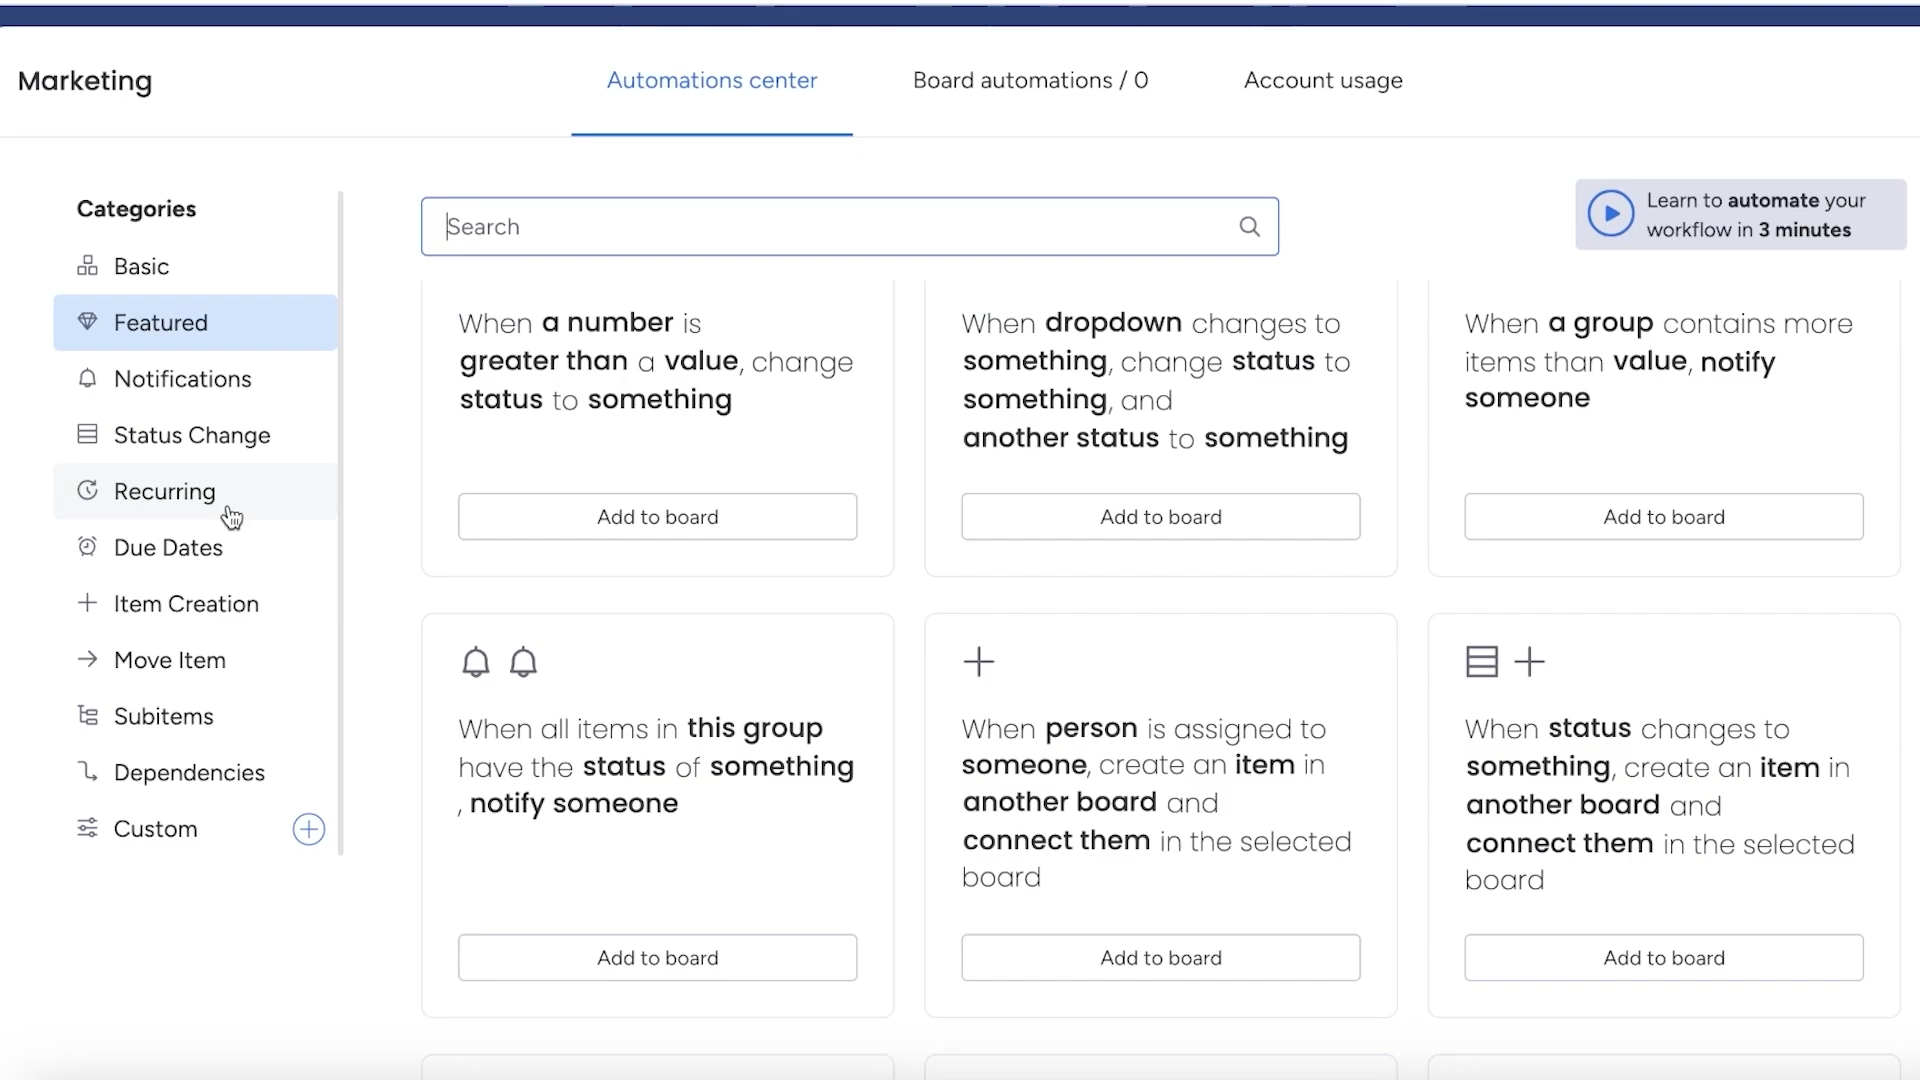 Marketing
Automations center
Board automations / 0
Account usage
Categories
Basic
Featured
Notifications
Status Change
Recurring
Due Dates
Item Creation
Move Item
Subitems
Dependencies
Custom
Search
Learn to automate your
workflow in 3 minutes
When a number is
greater than a value, change
status to something
Add to board
When dropdown changes to
something, change status to
something, and
another status to something
Add to board
When a group contains more
items than value, notify
someone
Add to board
When all items in this group
have the status of something
, notify someone
Add to board
When person is assigned to
someone, create an item in
another board and
connect them in the selected
board
Add to board
When status changes to
something, create an item in
another board and
connect them in the selected
board
Add to board